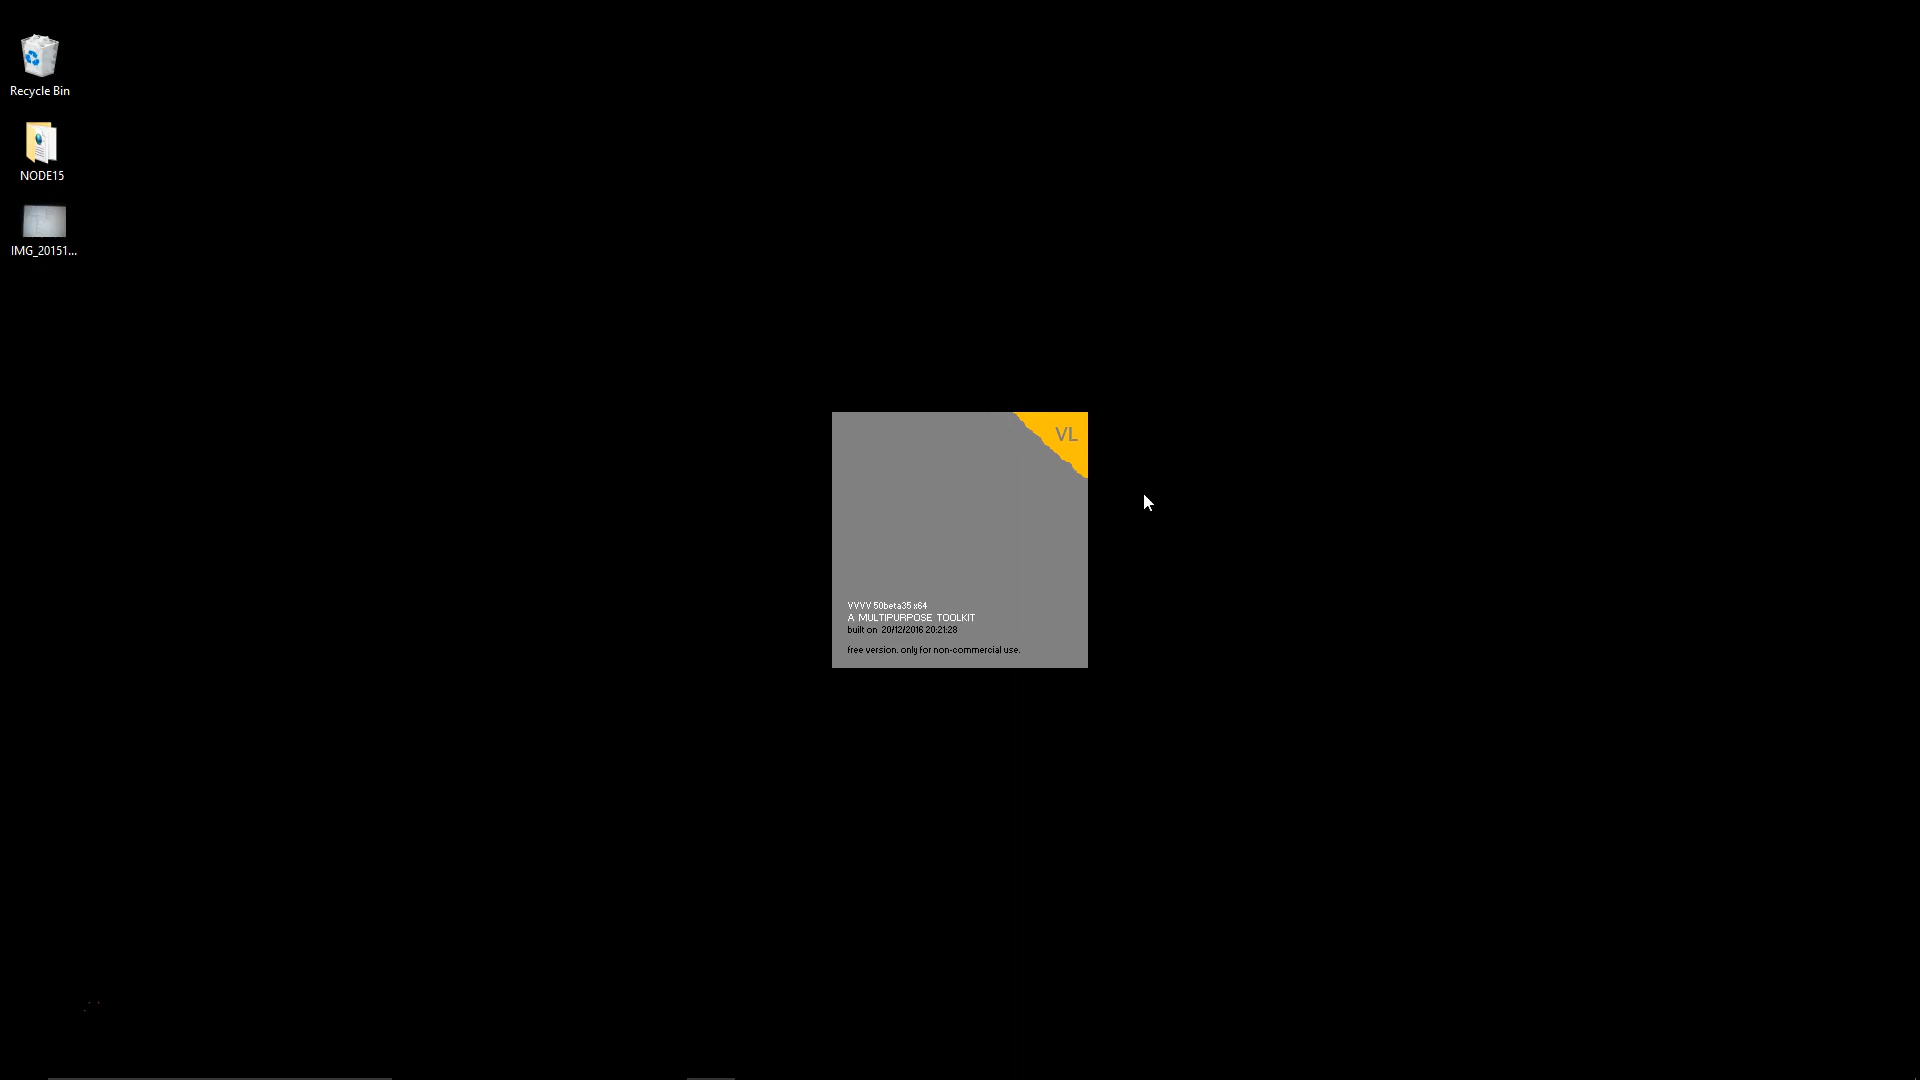 Recycle Bin
NODE15
IMG_20151...
VL
VVVV 50beta35 x64
A MULTIPURPOSE TOOLKIT
built on 20/12/2016 20:21:28
free version. only for non-commercial use.